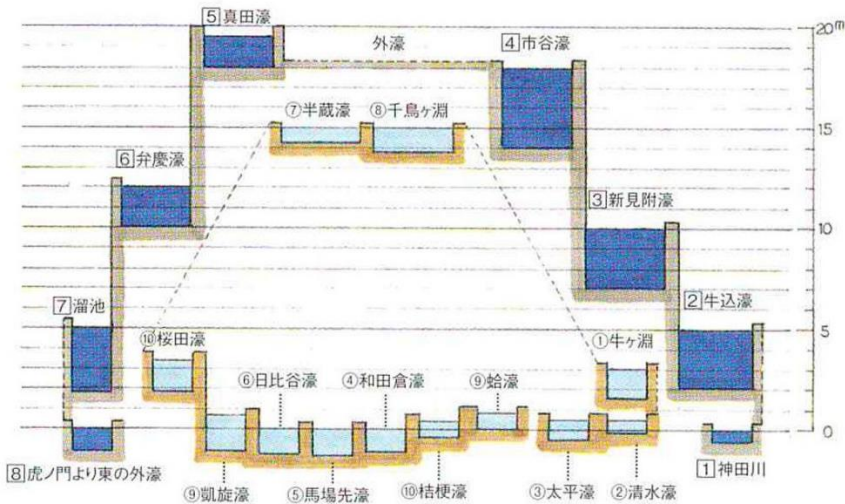 5 真田濠
外濠
4 市谷濠
20m
⑦半蔵濠
⑧千鳥ヶ淵
15
6 弁慶濠
3 新見附濠
10
7 溜池
2 牛込濠
⑩桜田濠
①牛ヶ淵
5
⑥日比谷濠
④和田倉濠
⑨蛤濠
0
8 虎ノ門より東の外濠
1 神田川
⑨凱旋濠
⑤馬場先濠
⑩桔梗濠
③太平濠
②清水濠